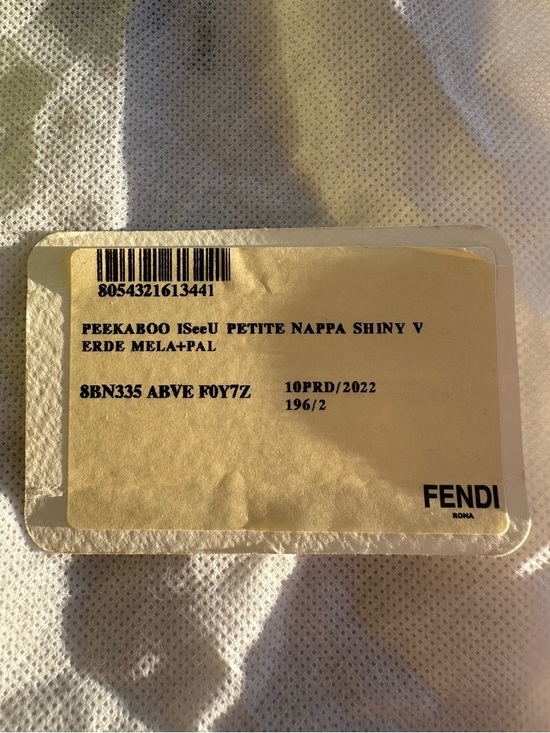 8054321613441
PEEKABOO ISeeU PETITE NAPPA SHINY V
ERDE MELA+PAL
8BN335 ABVE F0Y7Z
10PRD/2022
196/2
FENDI
ROMA